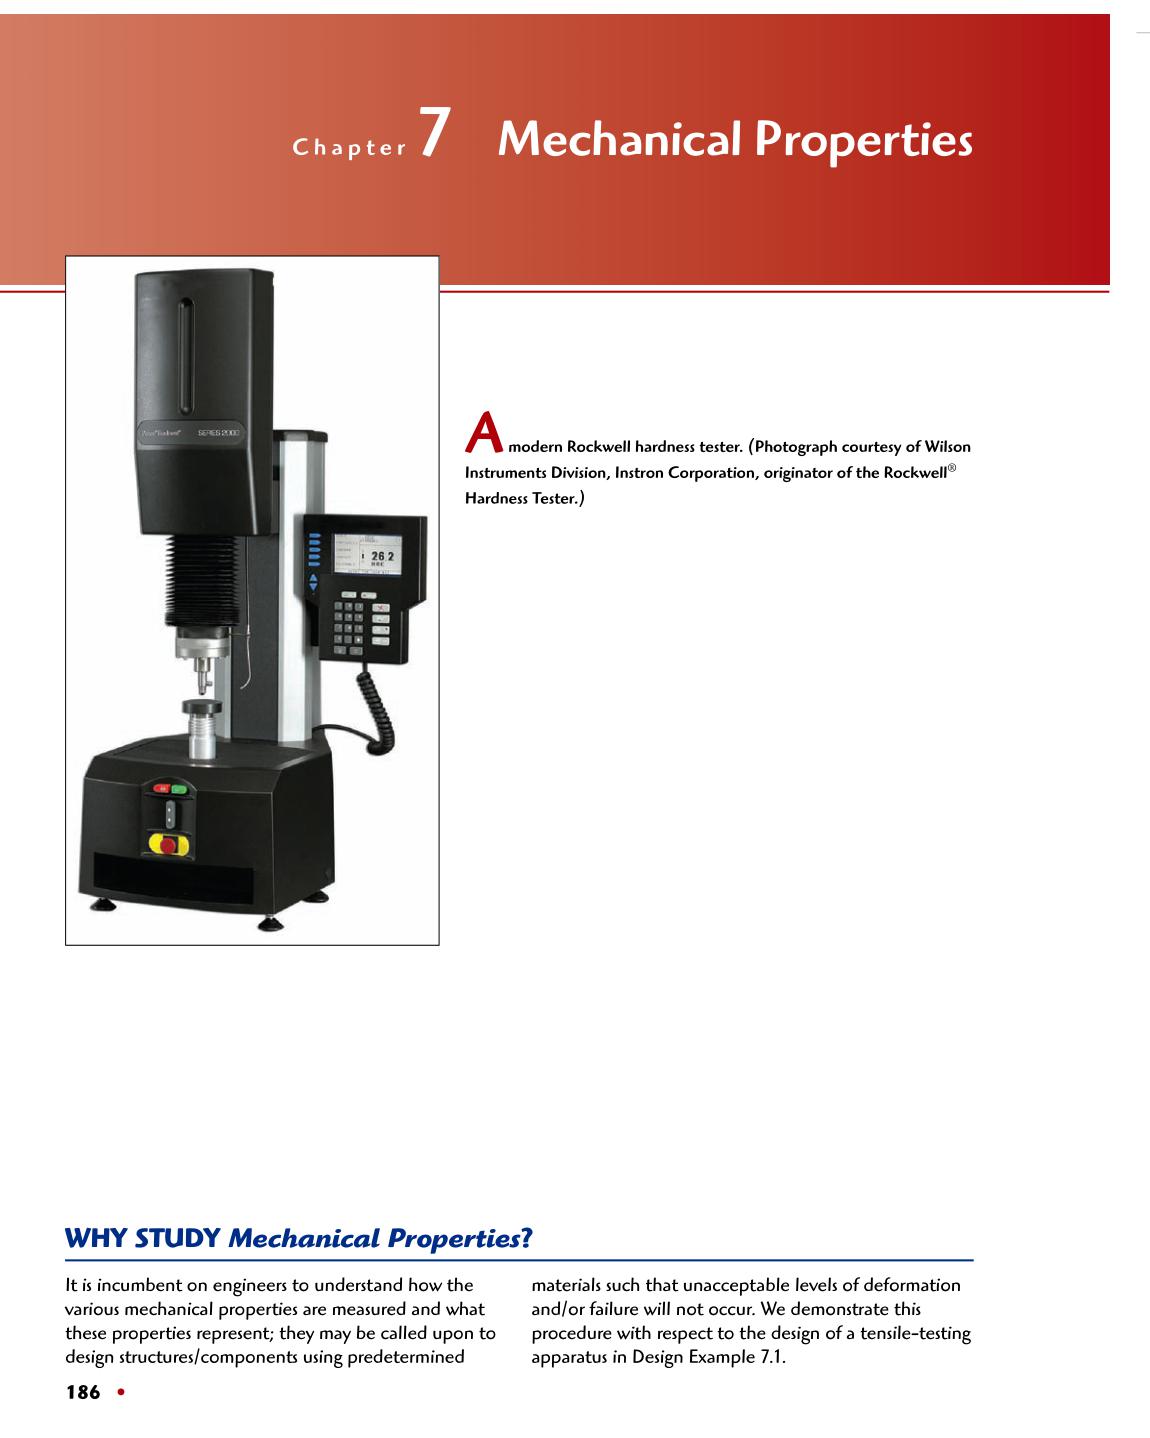 Chapter 7 Mechanical Properties
SERIES 2000
26.2
HRC
A modern Rockwell hardness tester. (Photograph courtesy of Wilson
Instruments Division, Instron Corporation, originator of the Rockwell®
Hardness Tester.)
WHY STUDY Mechanical Properties?
It is incumbent on engineers to understand how the
various mechanical properties are measured and what
these properties represent; they may be called upon to
design structures/components using predetermined
materials such that unacceptable levels of deformation
and/or failure will not occur. We demonstrate this
procedure with respect to the design of a tensile-testing
apparatus in Design Example 7.1.
186 •